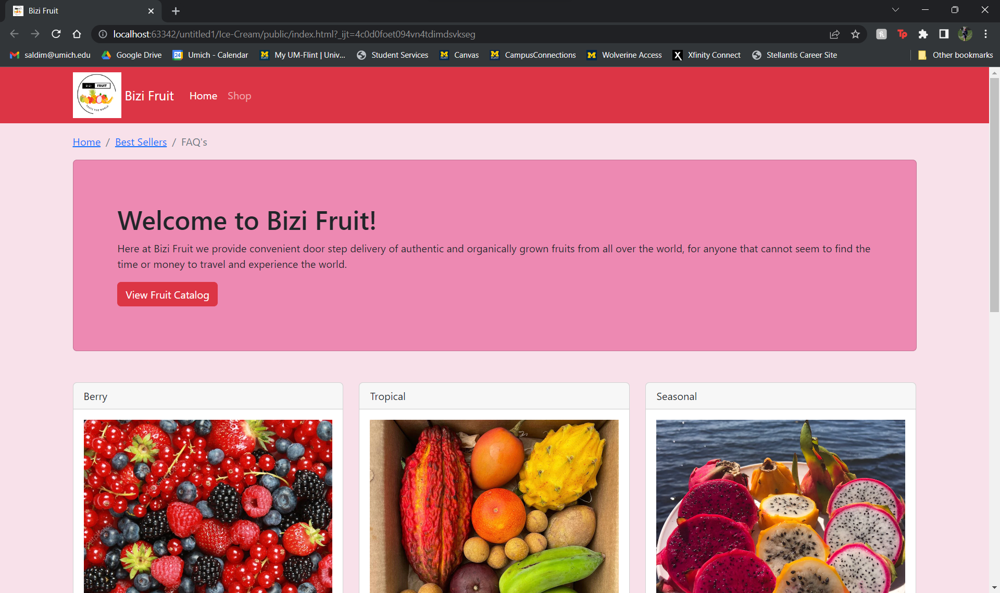 Bizi Fruit
localhost:63342/untitled1/Ice-Cream/public/index.html?_ijt=4c0d0foet094vn4tdimdsvkseg
saldim@umich.edu Google Drive 24 Umich - Calendar My UM-Flint | Univ... Student Services Canvas CampusConnections Wolverine Access Xfinity Connect Stellantis Career Site Other bookmarks
BIZI FRUIT
TASTE THE WORLD
Bizi Fruit Home Shop
Home / Best Sellers / FAQ's
Welcome to Bizi Fruit!
Here at Bizi Fruit we provide convenient door step delivery of authentic and organically grown fruits from all over the world, for anyone that cannot seem to find the
time or money to travel and experience the world.
View Fruit Catalog
Berry Tropical Seasonal